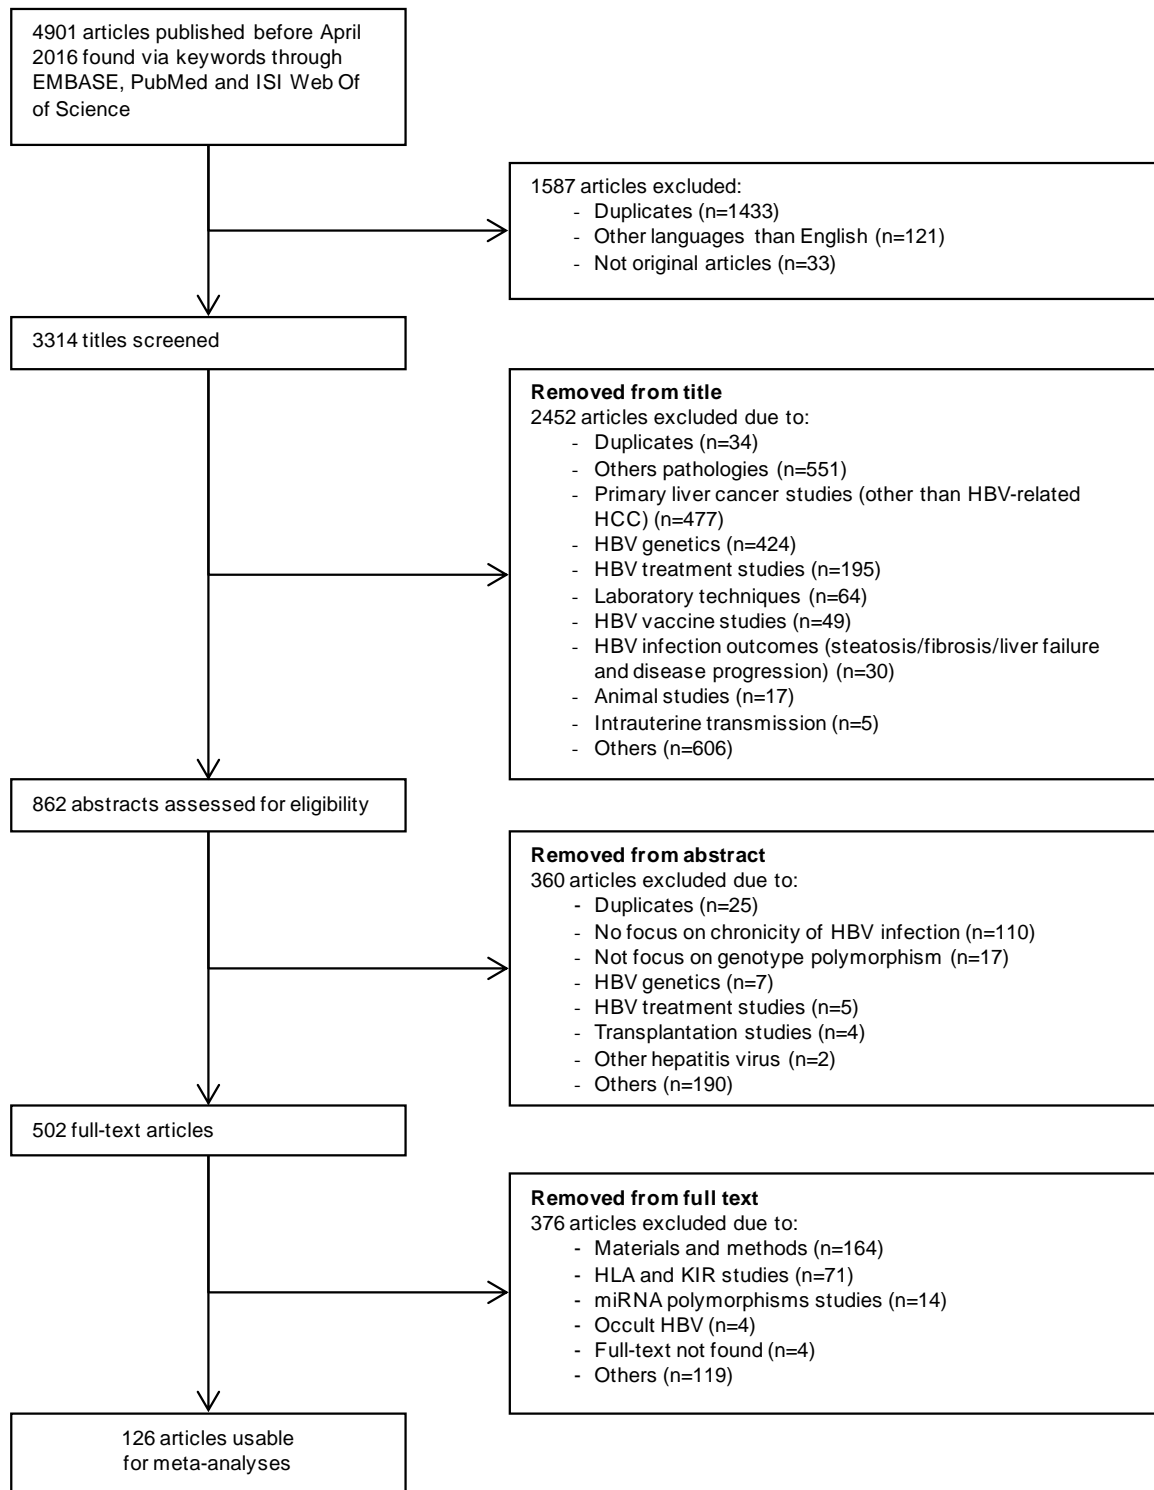 4901 articles published before April
2016 found via keywords through
EMBASE, PubMed and ISI Web Of
of Science
1587 articles excluded:
- Duplicates (n=1433)
- Other languages than English (n=121)
- Not original articles (n=33)
3314 titles screened
Removed from title
2452 articles excluded due to:
- Duplicates (n=34)
- Others pathologies (n=551)
- Primary liver cancer studies (other than HBV-related
HCC) (n=477)
- HBV genetics (n=424)
- HBV treatment studies (n=195)
- Laboratory techniques (n=64)
- HBV vaccine studies (n=49)
- HBV infection outcomes (steatosis/fibrosis/liver failure
and disease progression) (n=30)
- Animal studies (n=17)
- Intrauterine transmission (n=5)
- Others (n=606)
862 abstracts assessed for eligibility
Removed from abstract
360 articles excluded due to:
- Duplicates (n=25)
- No focus on chronicity of HBV infection (n=110)
- Not focus on genotype polymorphism (n=17)
- HBV genetics (n=7)
- HBV treatment studies (n=5)
- Transplantation studies (n=4)
- Other hepatitis virus (n=2)
- Others (n=190)
502 full-text articles
Removed from full text
376 articles excluded due to:
- Materials and methods (n=164)
- HLA and KIR studies (n=71)
- miRNA polymorphisms studies (n=14)
- Occult HBV (n=4)
- Full-text not found (n=4)
- Others (n=119)
126 articles usable
for meta-analyses